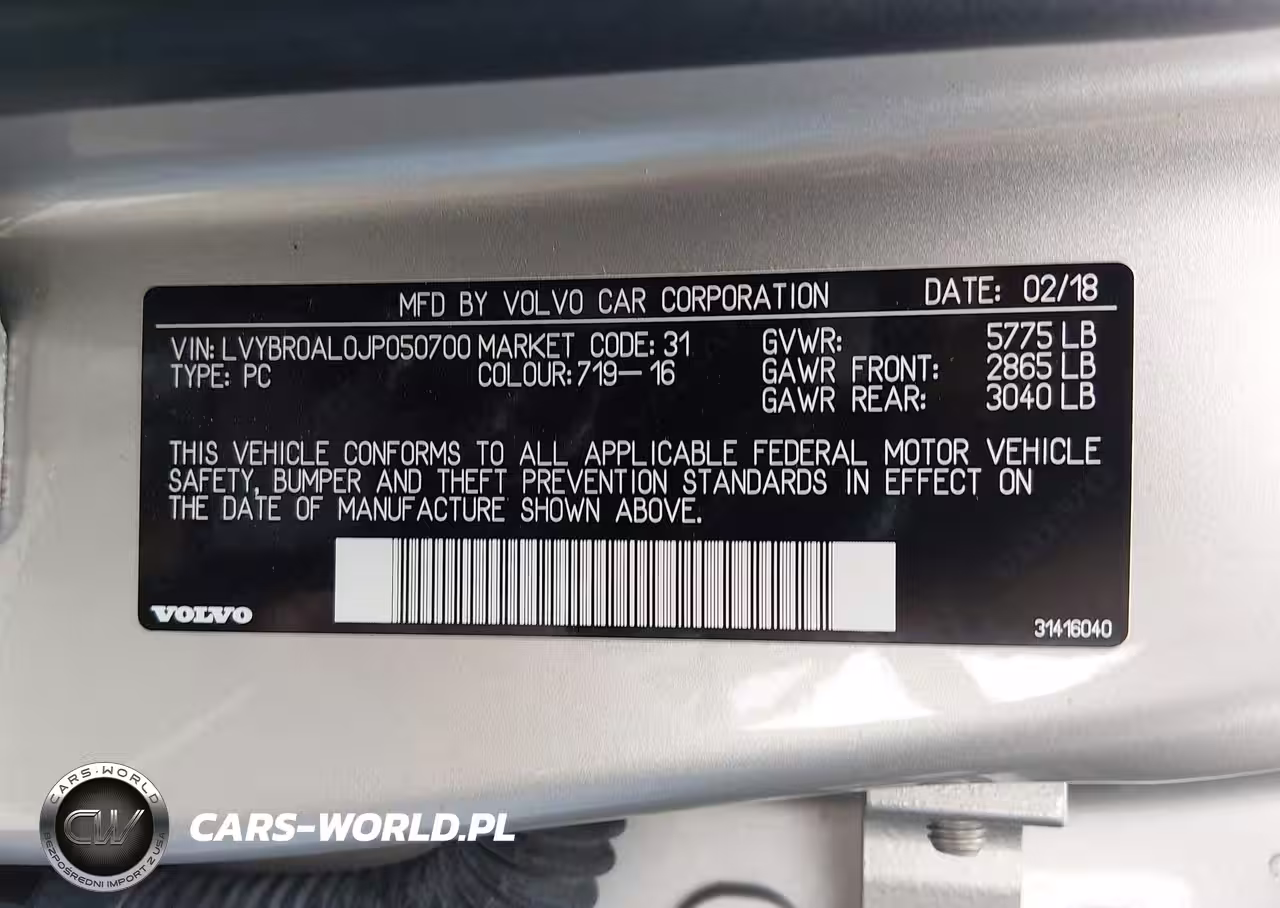 MFD BY VOLVO CAR CORPORATION DATE: 02/18
VIN: LVYBR0AL0JP050700 MARKET CODE: 31 GVWR: 5775 LB
TYPE: PC COLOUR: 719-16 GAWR FRONT: 2865 LB
GAWR REAR: 3040 LB
THIS VEHICLE CONFORMS TO ALL APPLICABLE FEDERAL MOTOR VEHICLE
SAFETY, BUMPER AND THEFT PREVENTION STANDARDS IN EFFECT ON
THE DATE OF MANUFACTURE SHOWN ABOVE.
VOLVO
31416040
CARS-WORLD
CW
BEZPOŚREDNI IMPORT Z USA
CARS-WORLD.PL